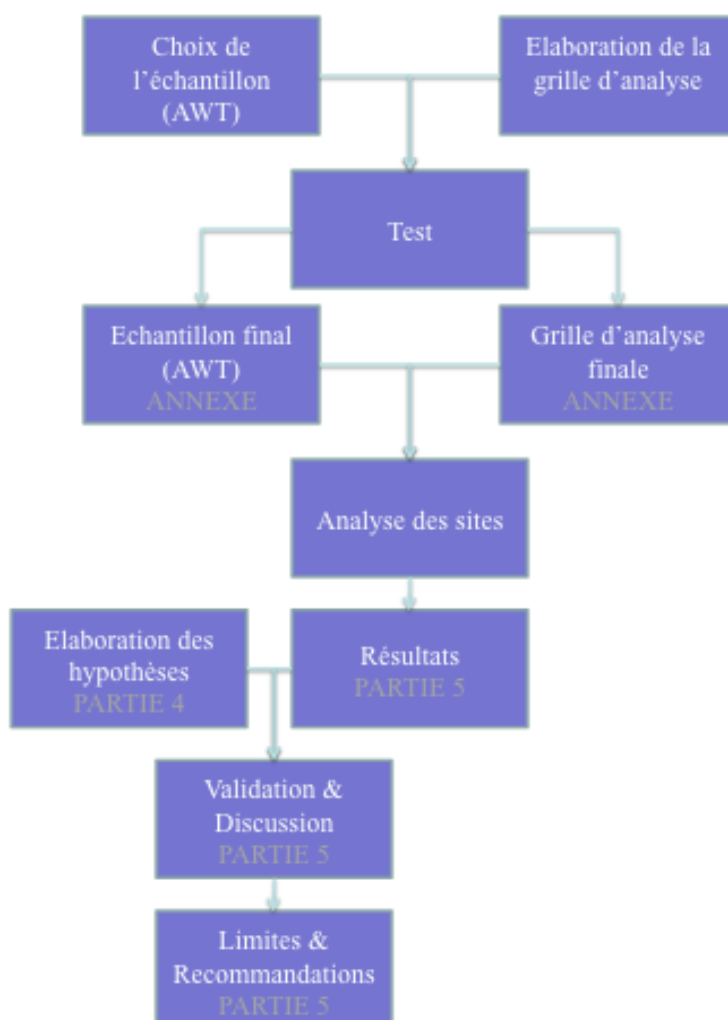 Choix de
l'échantillon
(AWT)
Elaboration de la
grille d'analyse
Test
Echantillon final
(AWT)
ANNEXE
Grille d'analyse
finale
ANNEXE
Analyse des sites
Elaboration des
hypothèses
PARTIE 4
Résultats
PARTIE 5
Validation &
Discussion
PARTIE 5
Limites &
Recommandations
PARTIE 5